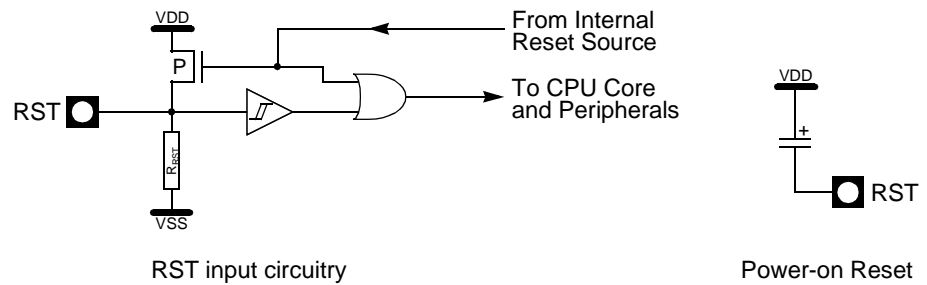 VDD
From Internal
Reset Source
P
To CPU Core
and Peripherals
RST
RRST
VSS
VDD
+
RST
RST input circuitry
Power-on Reset